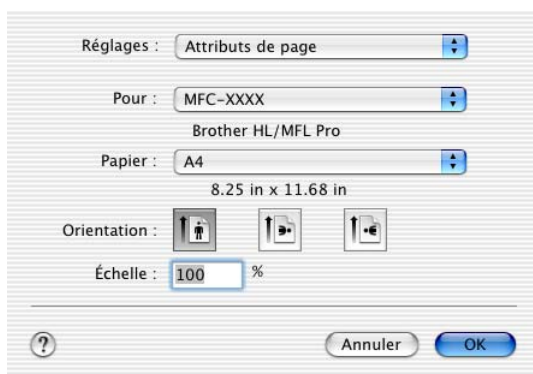 Réglages : Attributs de page
Pour : MFC-XXXX
Brother HL/MFL Pro
Papier : A4
8.25 in x 11.68 in
Orientation :
Échelle : 100 %
? Annuler OK